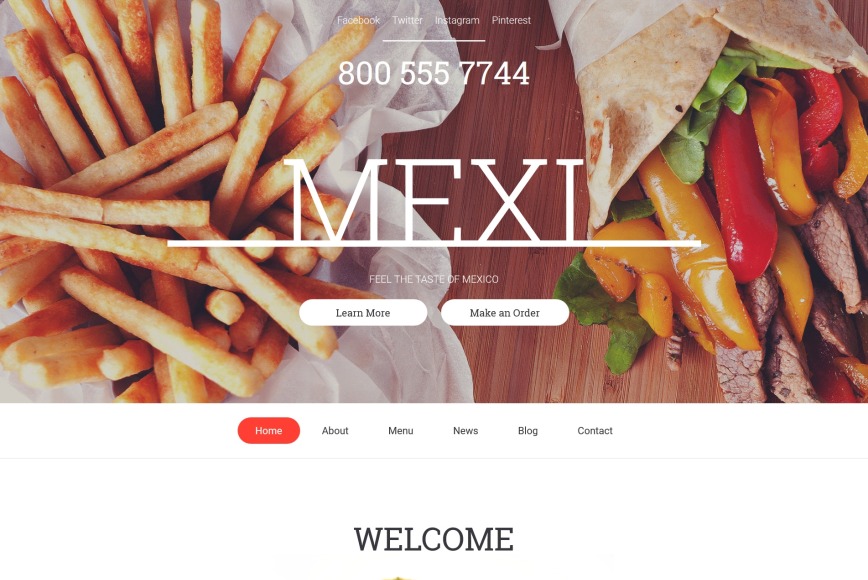 Facebook Twitter Instagram Pinterest
800 555 7744
MEXI
FEEL THE TASTE OF MEXICO
Learn More Make an Order
Home About Menu News Blog Contact
WELCOME